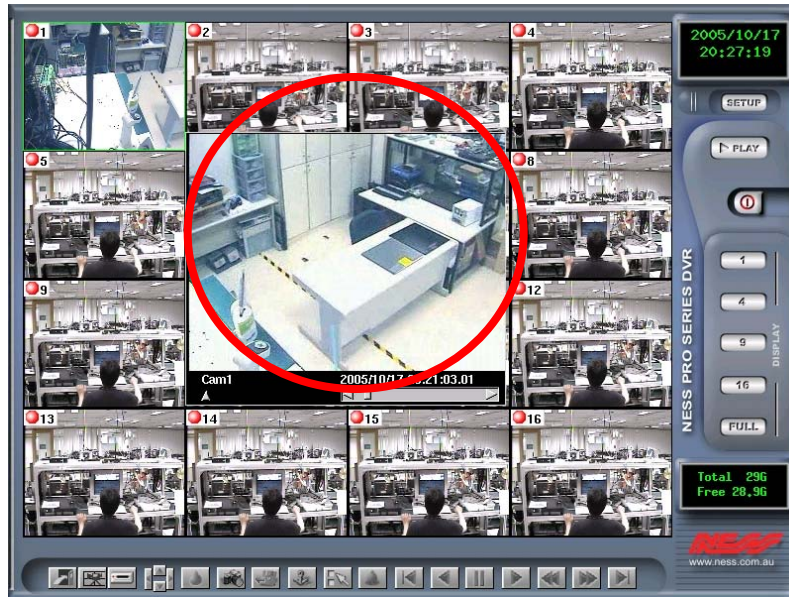 1
2
3
4
2005/10/17
20:27:19
SETUP
PLAY
5
8
1
4
9
12
9
16
FULL
DISPLAY
NESS PRO SERIES DVR
Cam1
13
14
15
16
Total 29G
Free 28,9G
NESS
www.ness.com.au